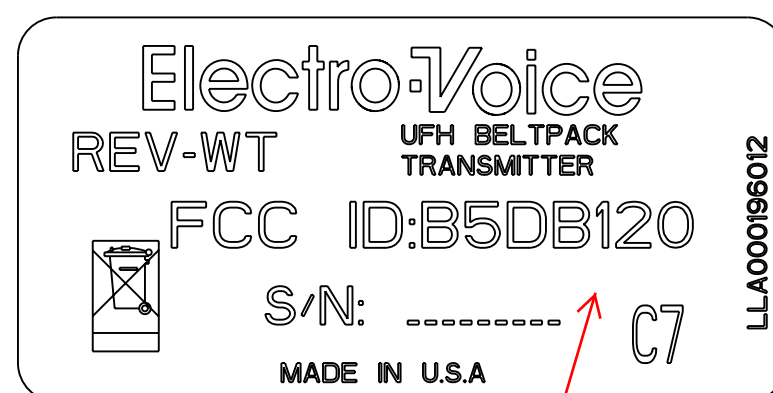 Electro-Voice
REV-WT
UFH BELTPACK
TRANSMITTER
FCC ID:B5DB120
S/N: ---------
C7
MADE IN U.S.A
LLA000196012